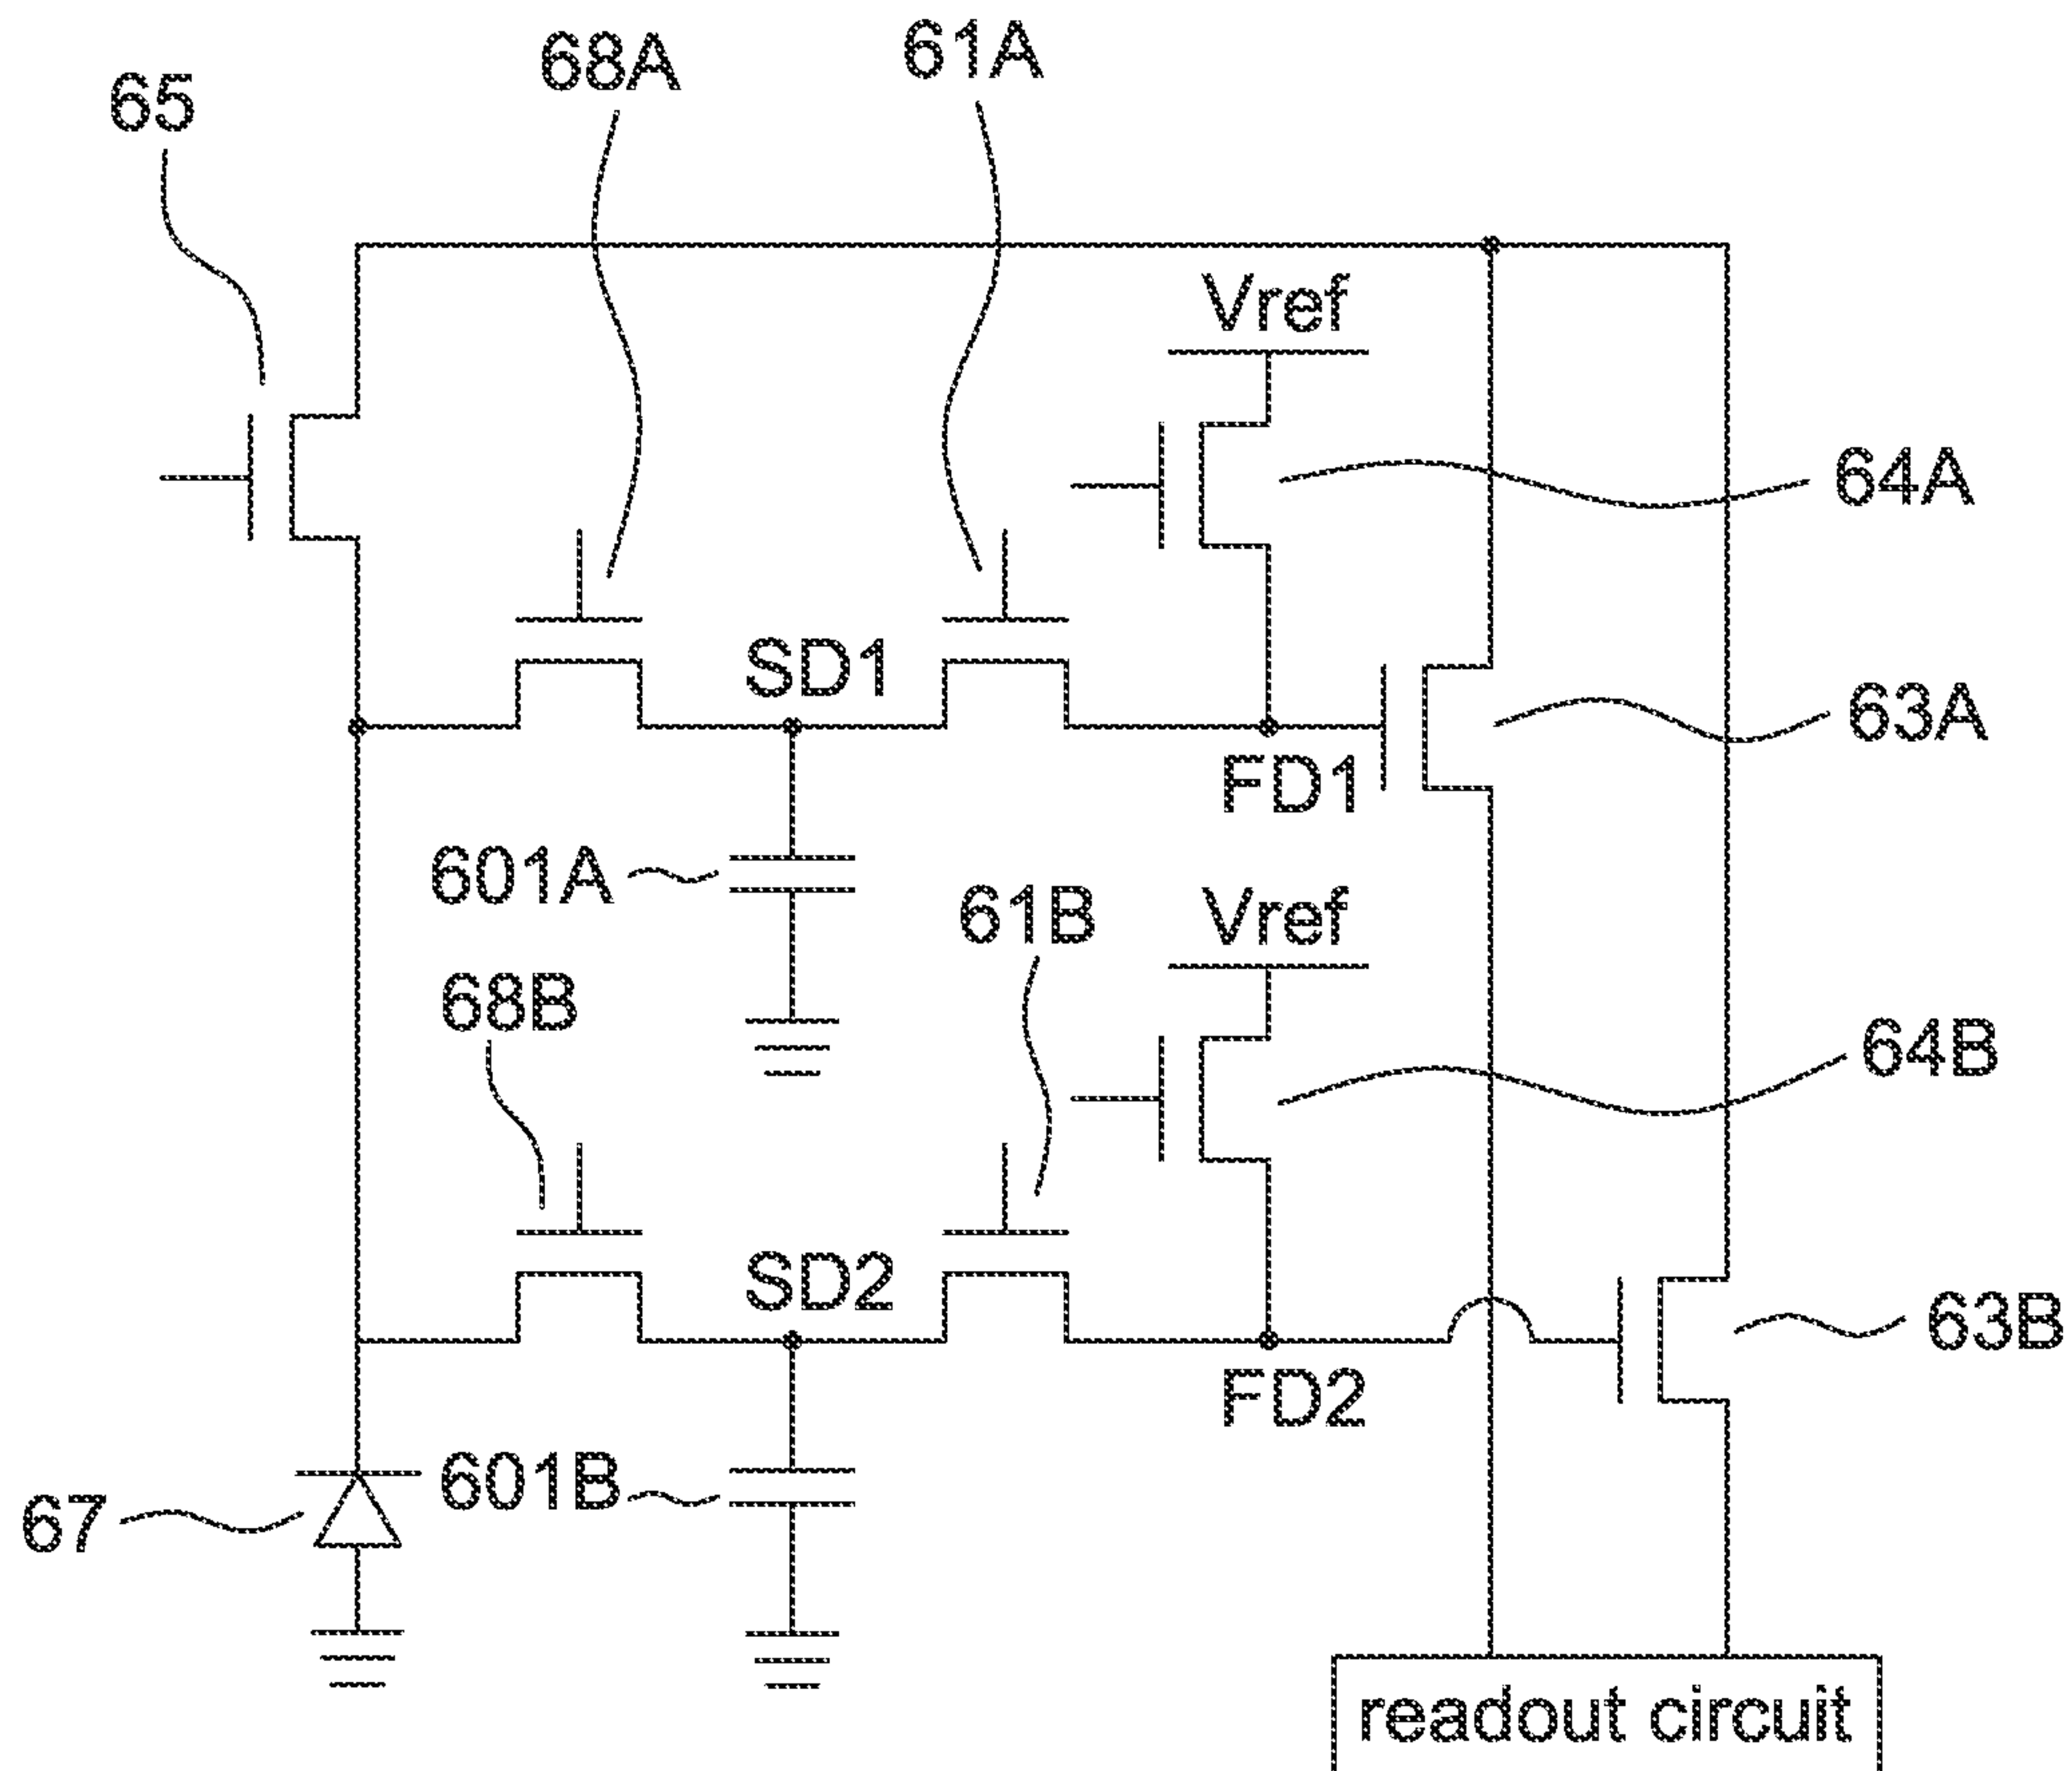 61A
68A
65
Vref
64A
SD1
63A
FD1
601A
61B
Vref
68B
64B
SD2
63B
FD2
601B
67
readout circuit